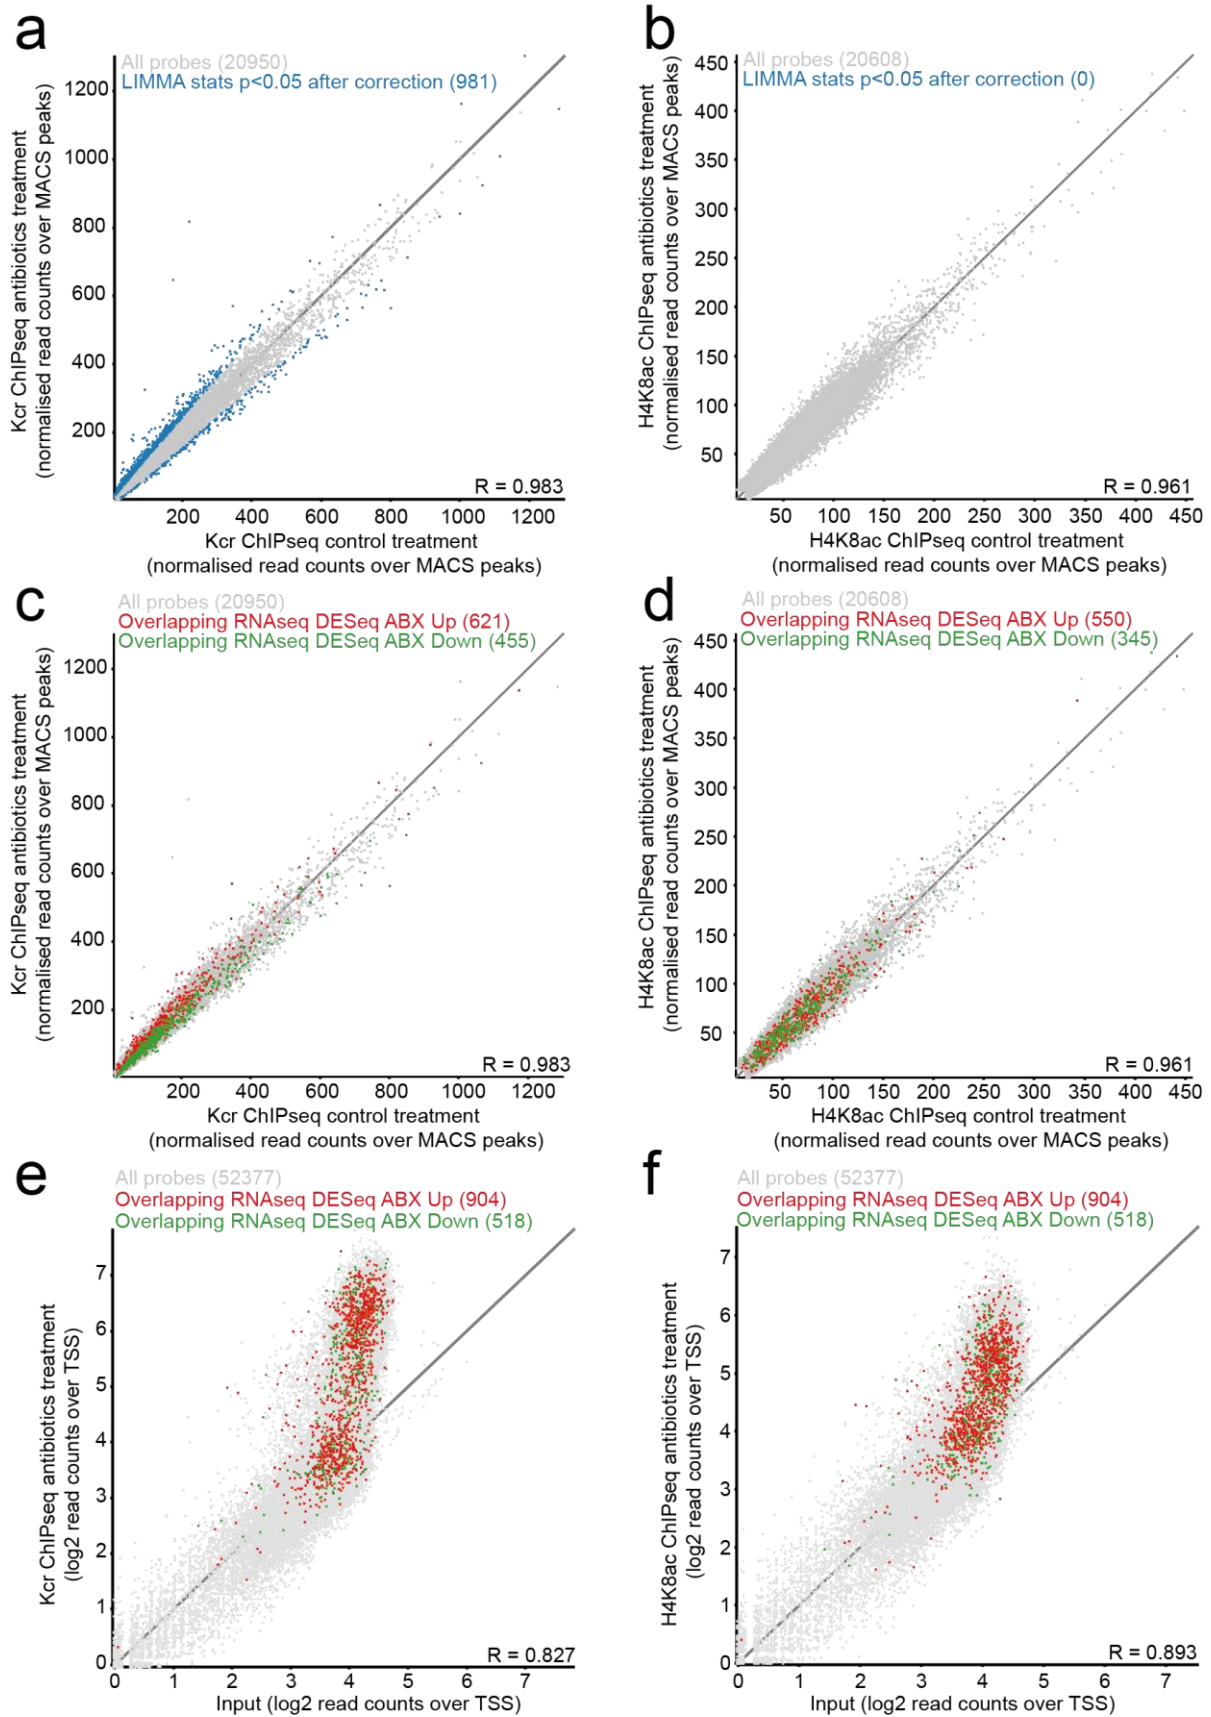 a
All probes (20950)
LIMMA stats p<0.05 after correction (981)
Kcr ChIPseq antibiotics treatment
(normalised read counts over MACS peaks)
1200
1000
800
600
400
200
R = 0.983
200 400 600 800 1000 1200
Kcr ChIPseq control treatment
(normalised read counts over MACS peaks)
b
All probes (20608)
LIMMA stats p<0.05 after correction (0)
H4K8ac ChIPseq antibiotics treatment
(normalised read counts over MACS peaks)
450
400
350
300
250
200
150
100
50
R = 0.961
50 100 150 200 250 300 350 400 450
H4K8ac ChIPseq control treatment
(normalised read counts over MACS peaks)
c
All probes (20950)
Overlapping RNAseq DESeq ABX Up (621)
Overlapping RNAseq DESeq ABX Down (455)
Kcr ChIPseq antibiotics treatment
(normalised read counts over MACS peaks)
1200
1000
800
600
400
200
R = 0.983
200 400 600 800 1000 1200
Kcr ChIPseq control treatment
(normalised read counts over MACS peaks)
d
All probes (20608)
Overlapping RNAseq DESeq ABX Up (550)
Overlapping RNAseq DESeq ABX Down (345)
H4K8ac ChIPseq antibiotics treatment
(normalised read counts over MACS peaks)
450
400
350
300
250
200
150
100
50
R = 0.961
50 100 150 200 250 300 350 400 450
H4K8ac ChIPseq control treatment
(normalised read counts over MACS peaks)
e
All probes (52377)
Overlapping RNAseq DESeq ABX Up (904)
Overlapping RNAseq DESeq ABX Down (518)
Kcr ChIPseq antibiotics treatment
(log2 read counts over TSS)
7
6
5
4
3
2
1
0
R = 0.827
0 1 2 3 4 5 6 7
Input (log2 read counts over TSS)
f
All probes (52377)
Overlapping RNAseq DESeq ABX Up (904)
Overlapping RNAseq DESeq ABX Down (518)
H4K8ac ChIPseq antibiotics treatment
(log2 read counts over TSS)
7
6
5
4
3
2
1
0
R = 0.893
0 1 2 3 4 5 6 7
Input (log2 read counts over TSS)